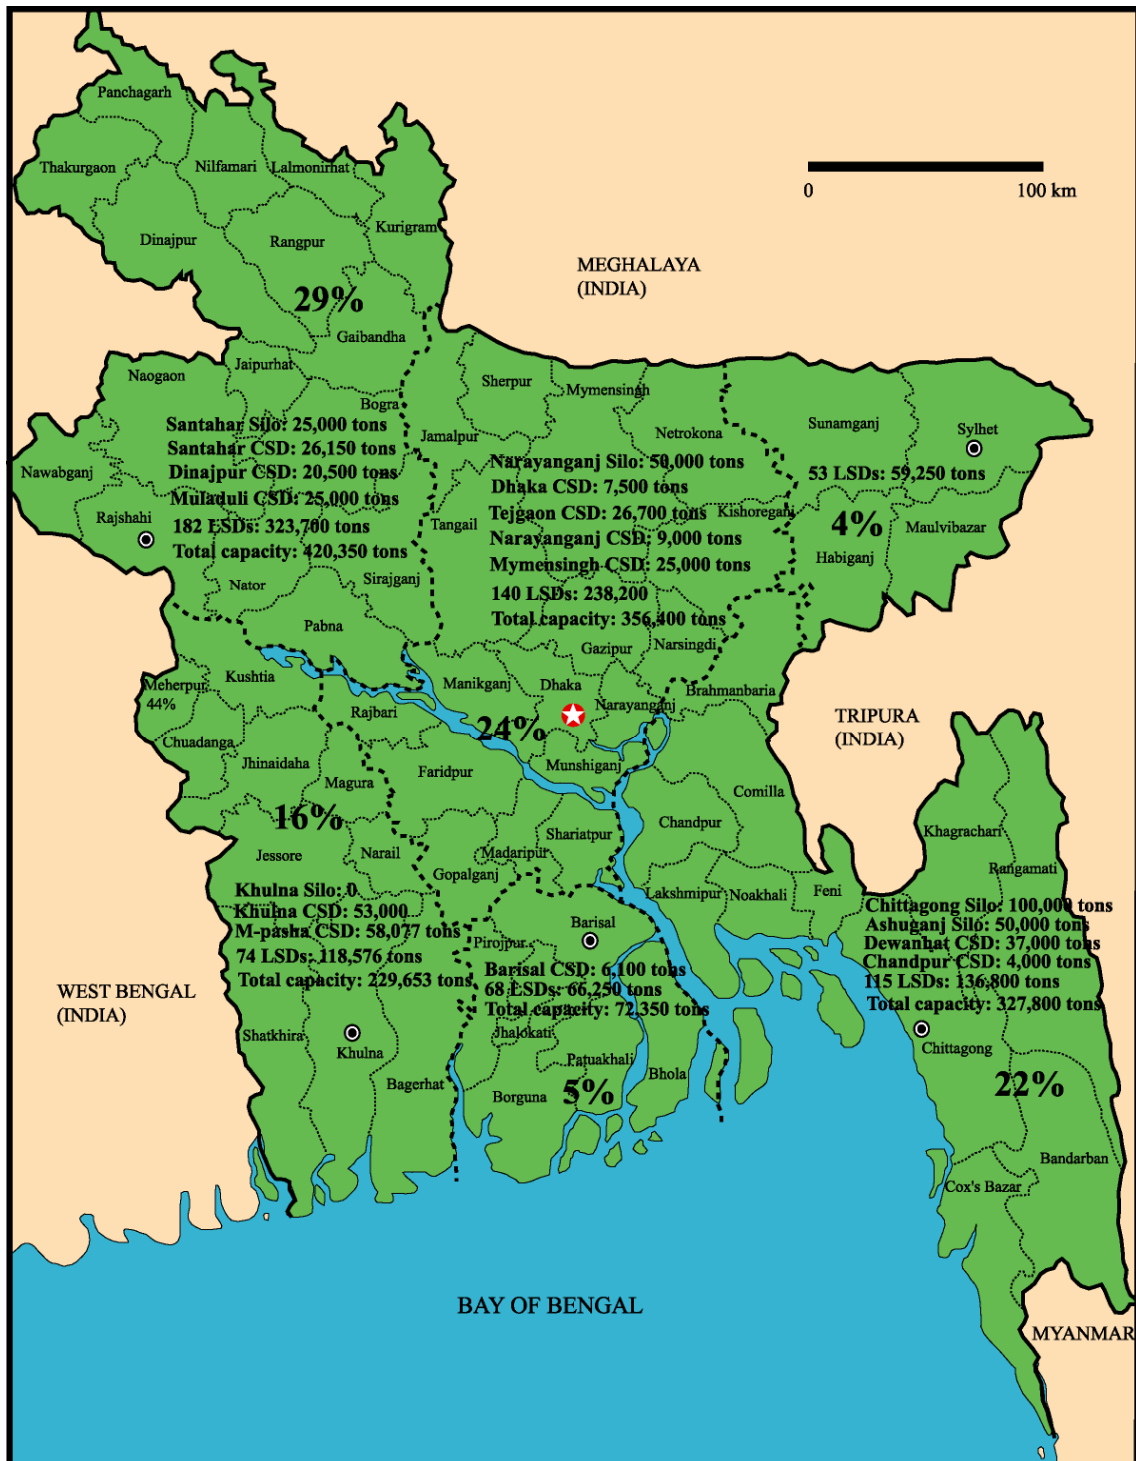 Panchagarh
Thakurgaon
Nilfamari
Lalmonirhat
0
100 km
Dinajpur
Rangpur
Kurigram
MEGHALAYA
(INDIA)
29%
Gaibandha
Naogaon
Jaipurhat
Sherpur
Mymensingh
Bogra
Santahar Silo: 25,000 tons
Santahar CSD: 26,150 tons
Dinajpur CSD: 20,500 tons
Muladuli CSD: 25,000 tons
182 LSDs: 323,700 tons
Total capacity: 420,350 tons
Nawabganj
Rajshahi
Jamalpur
Tangail
Netrokona
Narayanganj Silo: 50,000 tons
Dhaka CSD: 7,500 tons
Tejgaon CSD: 26,700 tons
Narayanganj CSD: 9,000 tons
Mymensingh CSD: 25,000 tons
140 LSDs: 238,200
Total capacity: 356,400 tons
Kishoreganj
Sunamganj
Sylhet
53 LSDs: 59,250 tons
4%
Maulvibazar
Habiganj
Nator
Sirajganj
Pabna
Gazipur
Narsingdi
Meherpur
44%
Kushtia
Manikganj
Dhaka
Narayanganj
Brahmanbaria
Rajbari
24%
TRIPURA
(INDIA)
Chuadanga
Jhinaidaha
Magura
Faridpur
Munshiganj
Comilla
16%
Jessore
Narail
Shariatpur
Chandpur
Madaripur
Gopalganj
Khagrachari
Rangamati
Lakshmipur
Noakhali
Feni
Khulna Silo: 0
Khulna CSD: 53,000
M-pasha CSD: 58,077 tons
74 LSDs: 118,576 tons
Total capacity: 229,653 tons
Barisal
Pirojpur
Barisal CSD: 6,100 tons
68 LSDs: 66,250 tons
Total capacity: 72,350 tons
Chittagong Silo: 100,000 tons
Ashuganj Silo: 50,000 tons
Dewanhat CSD: 37,000 tons
Chandpur CSD: 4,000 tons
115 LSDs: 136,800 tons
Total capacity: 327,800 tons
WEST BENGAL
(INDIA)
Shatkhira
Khulna
Jhalokati
Patuakhali
Bhola
Chittagong
Bagerhat
Borguna
5%
22%
Bandarban
Cox's Bazar
BAY OF BENGAL
MYANMAR